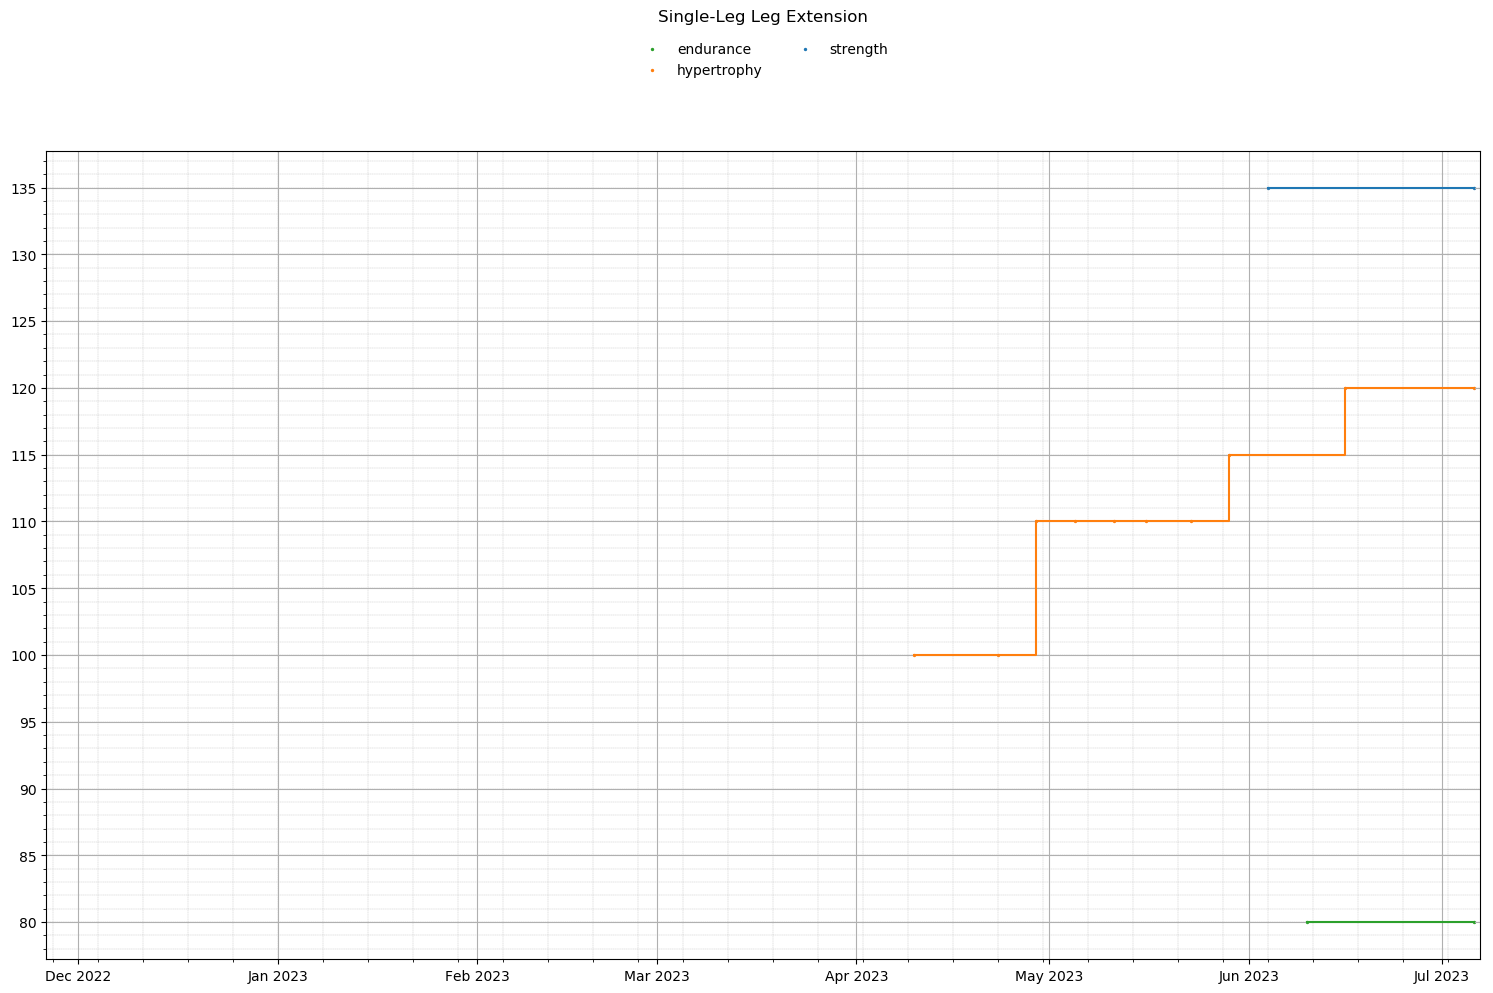 Single-Leg Leg Extension
endurance
strength
hypertrophy
135
130
125
120
115
110
105
100
95
90
85
80
Dec 2022
Jan 2023
Feb 2023
Mar 2023
Apr 2023
May 2023
Jun 2023
Jul 2023